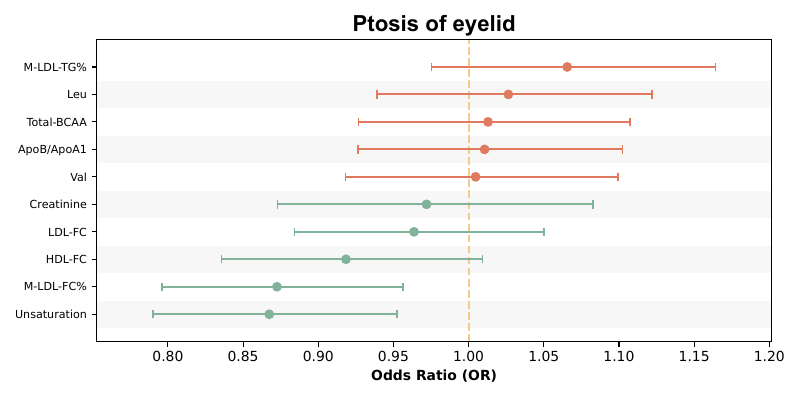 Ptosis of eyelid
M-LDL-TG%
Leu
Total-BCAA
ApoB/ApoA1
Val
Creatinine
LDL-FC
HDL-FC
M-LDL-FC%
Unsaturation
0.80 0.85 0.90 0.95 1.00 1.05 1.10 1.15 1.20
Odds Ratio (OR)